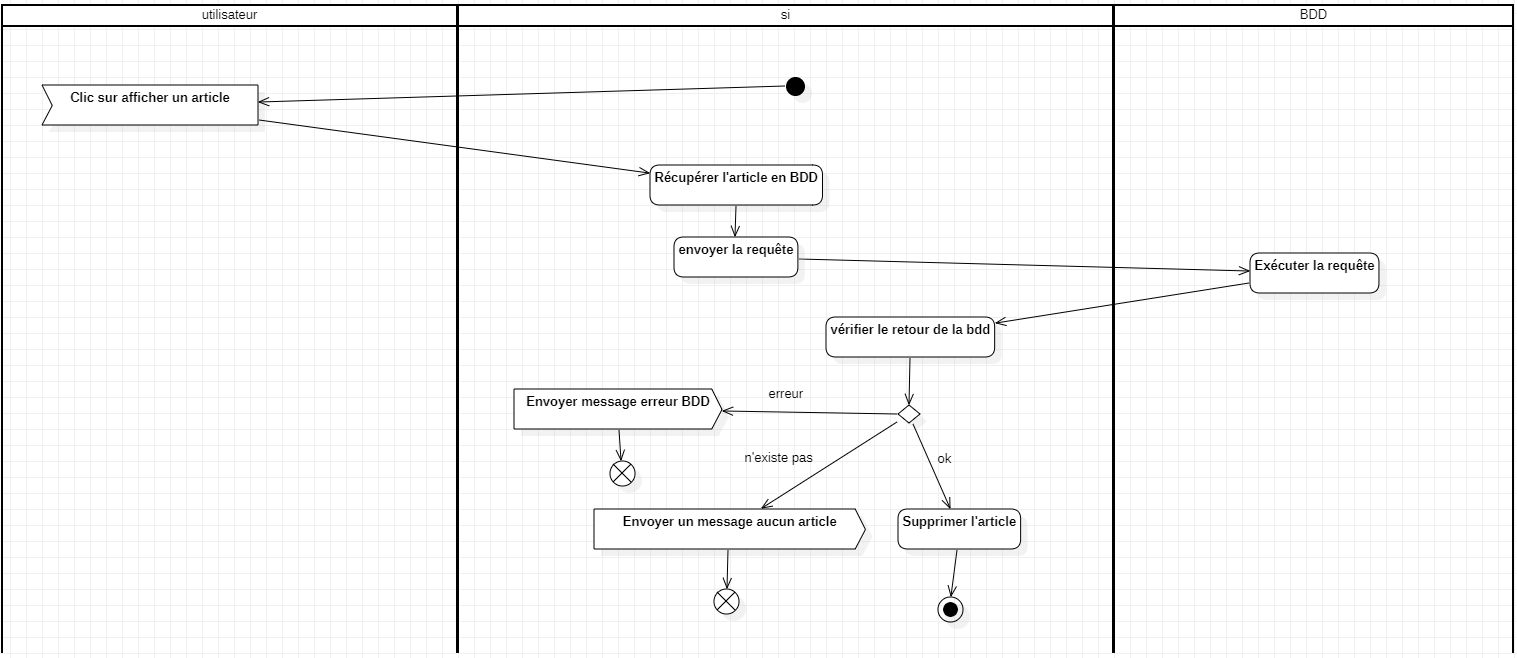 utilisateur
si
BDD
Clic sur afficher un article
Récupérer l'article en BDD
envoyer la requête
Exécuter la requête
vérifier le retour de la bdd
erreur
Envoyer message erreur BDD
n'existe pas
ok
Envoyer un message aucun article
Supprimer l'article